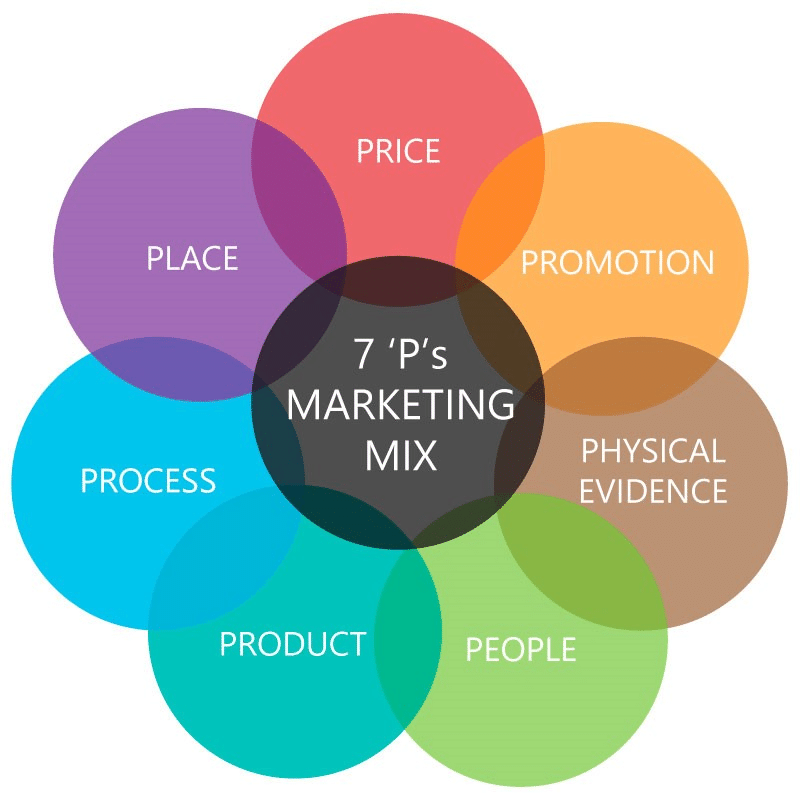 PRICE
PLACE
PROMOTION
7 ‘P’s
MARKETING
MIX
PHYSICAL
EVIDENCE
PROCESS
PRODUCT
PEOPLE